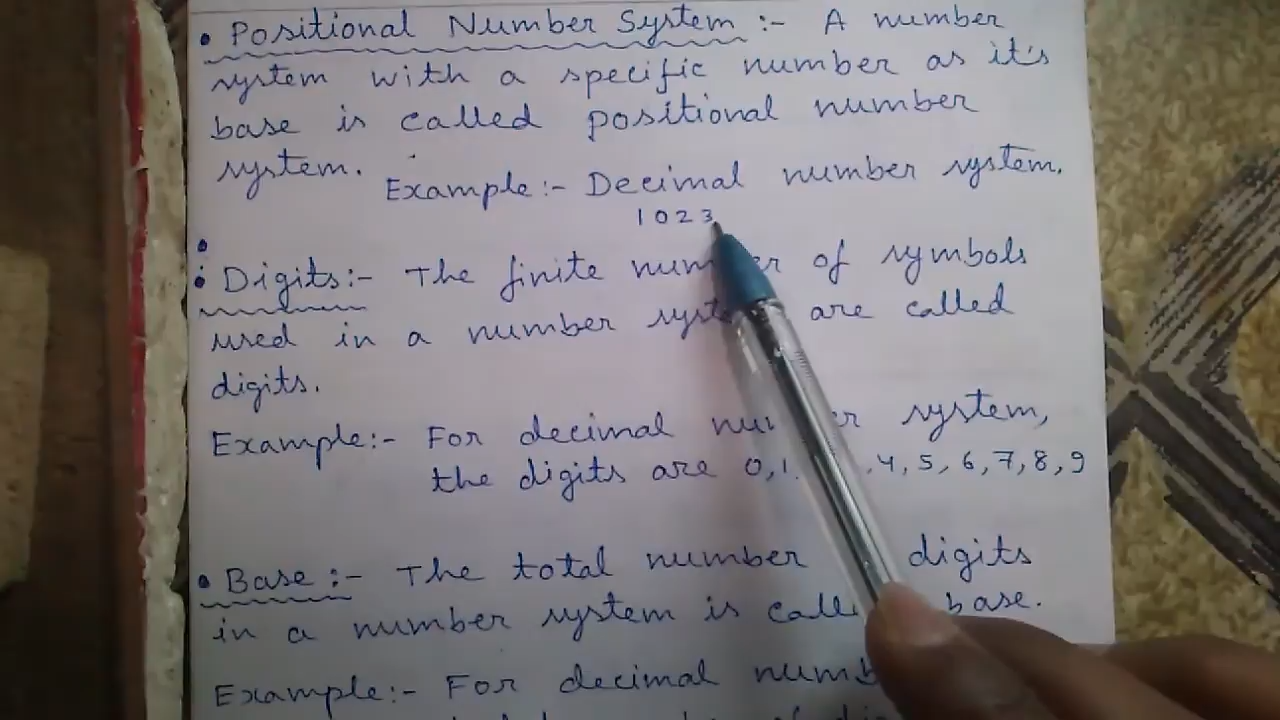 • Positional Number System :- A number
system with a specific number as it's
base is called positional number
system. Example:- Decimal number system.
1023
• Digits:- The finite number of symbols
used in a number system are called
digits.
Example:- For decimal system,
the digits are 0, 1 , 4, 5, 6, 7, 8, 9
• Base :- The total number digits
in a number system is called base.
Example:- For decimal